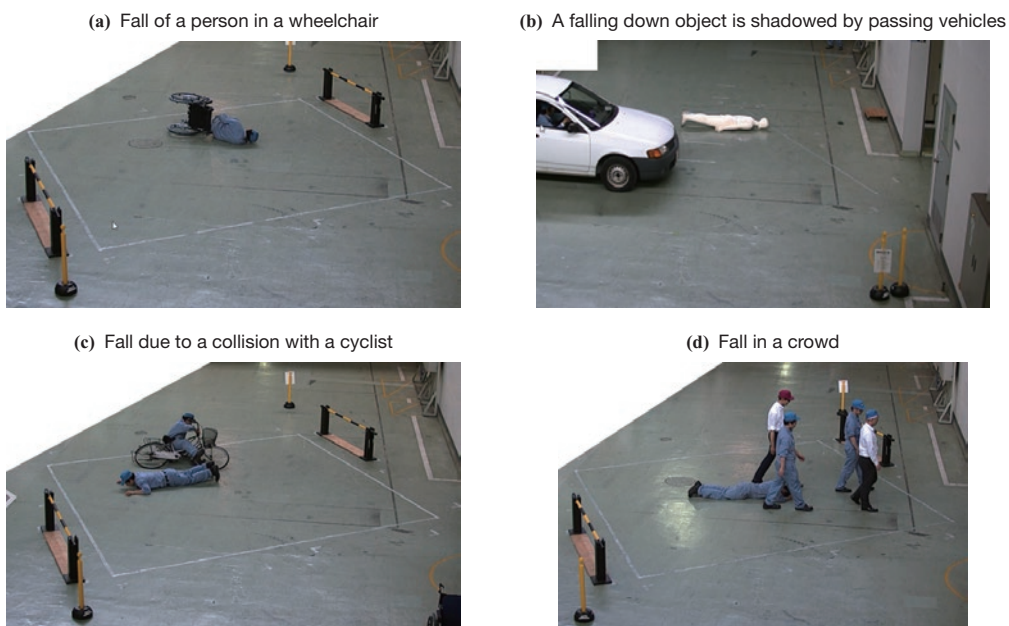 (a) Fall of a person in a wheelchair
(b) A falling down object is shadowed by passing vehicles
(c) Fall due to a collision with a cyclist
(d) Fall in a crowd